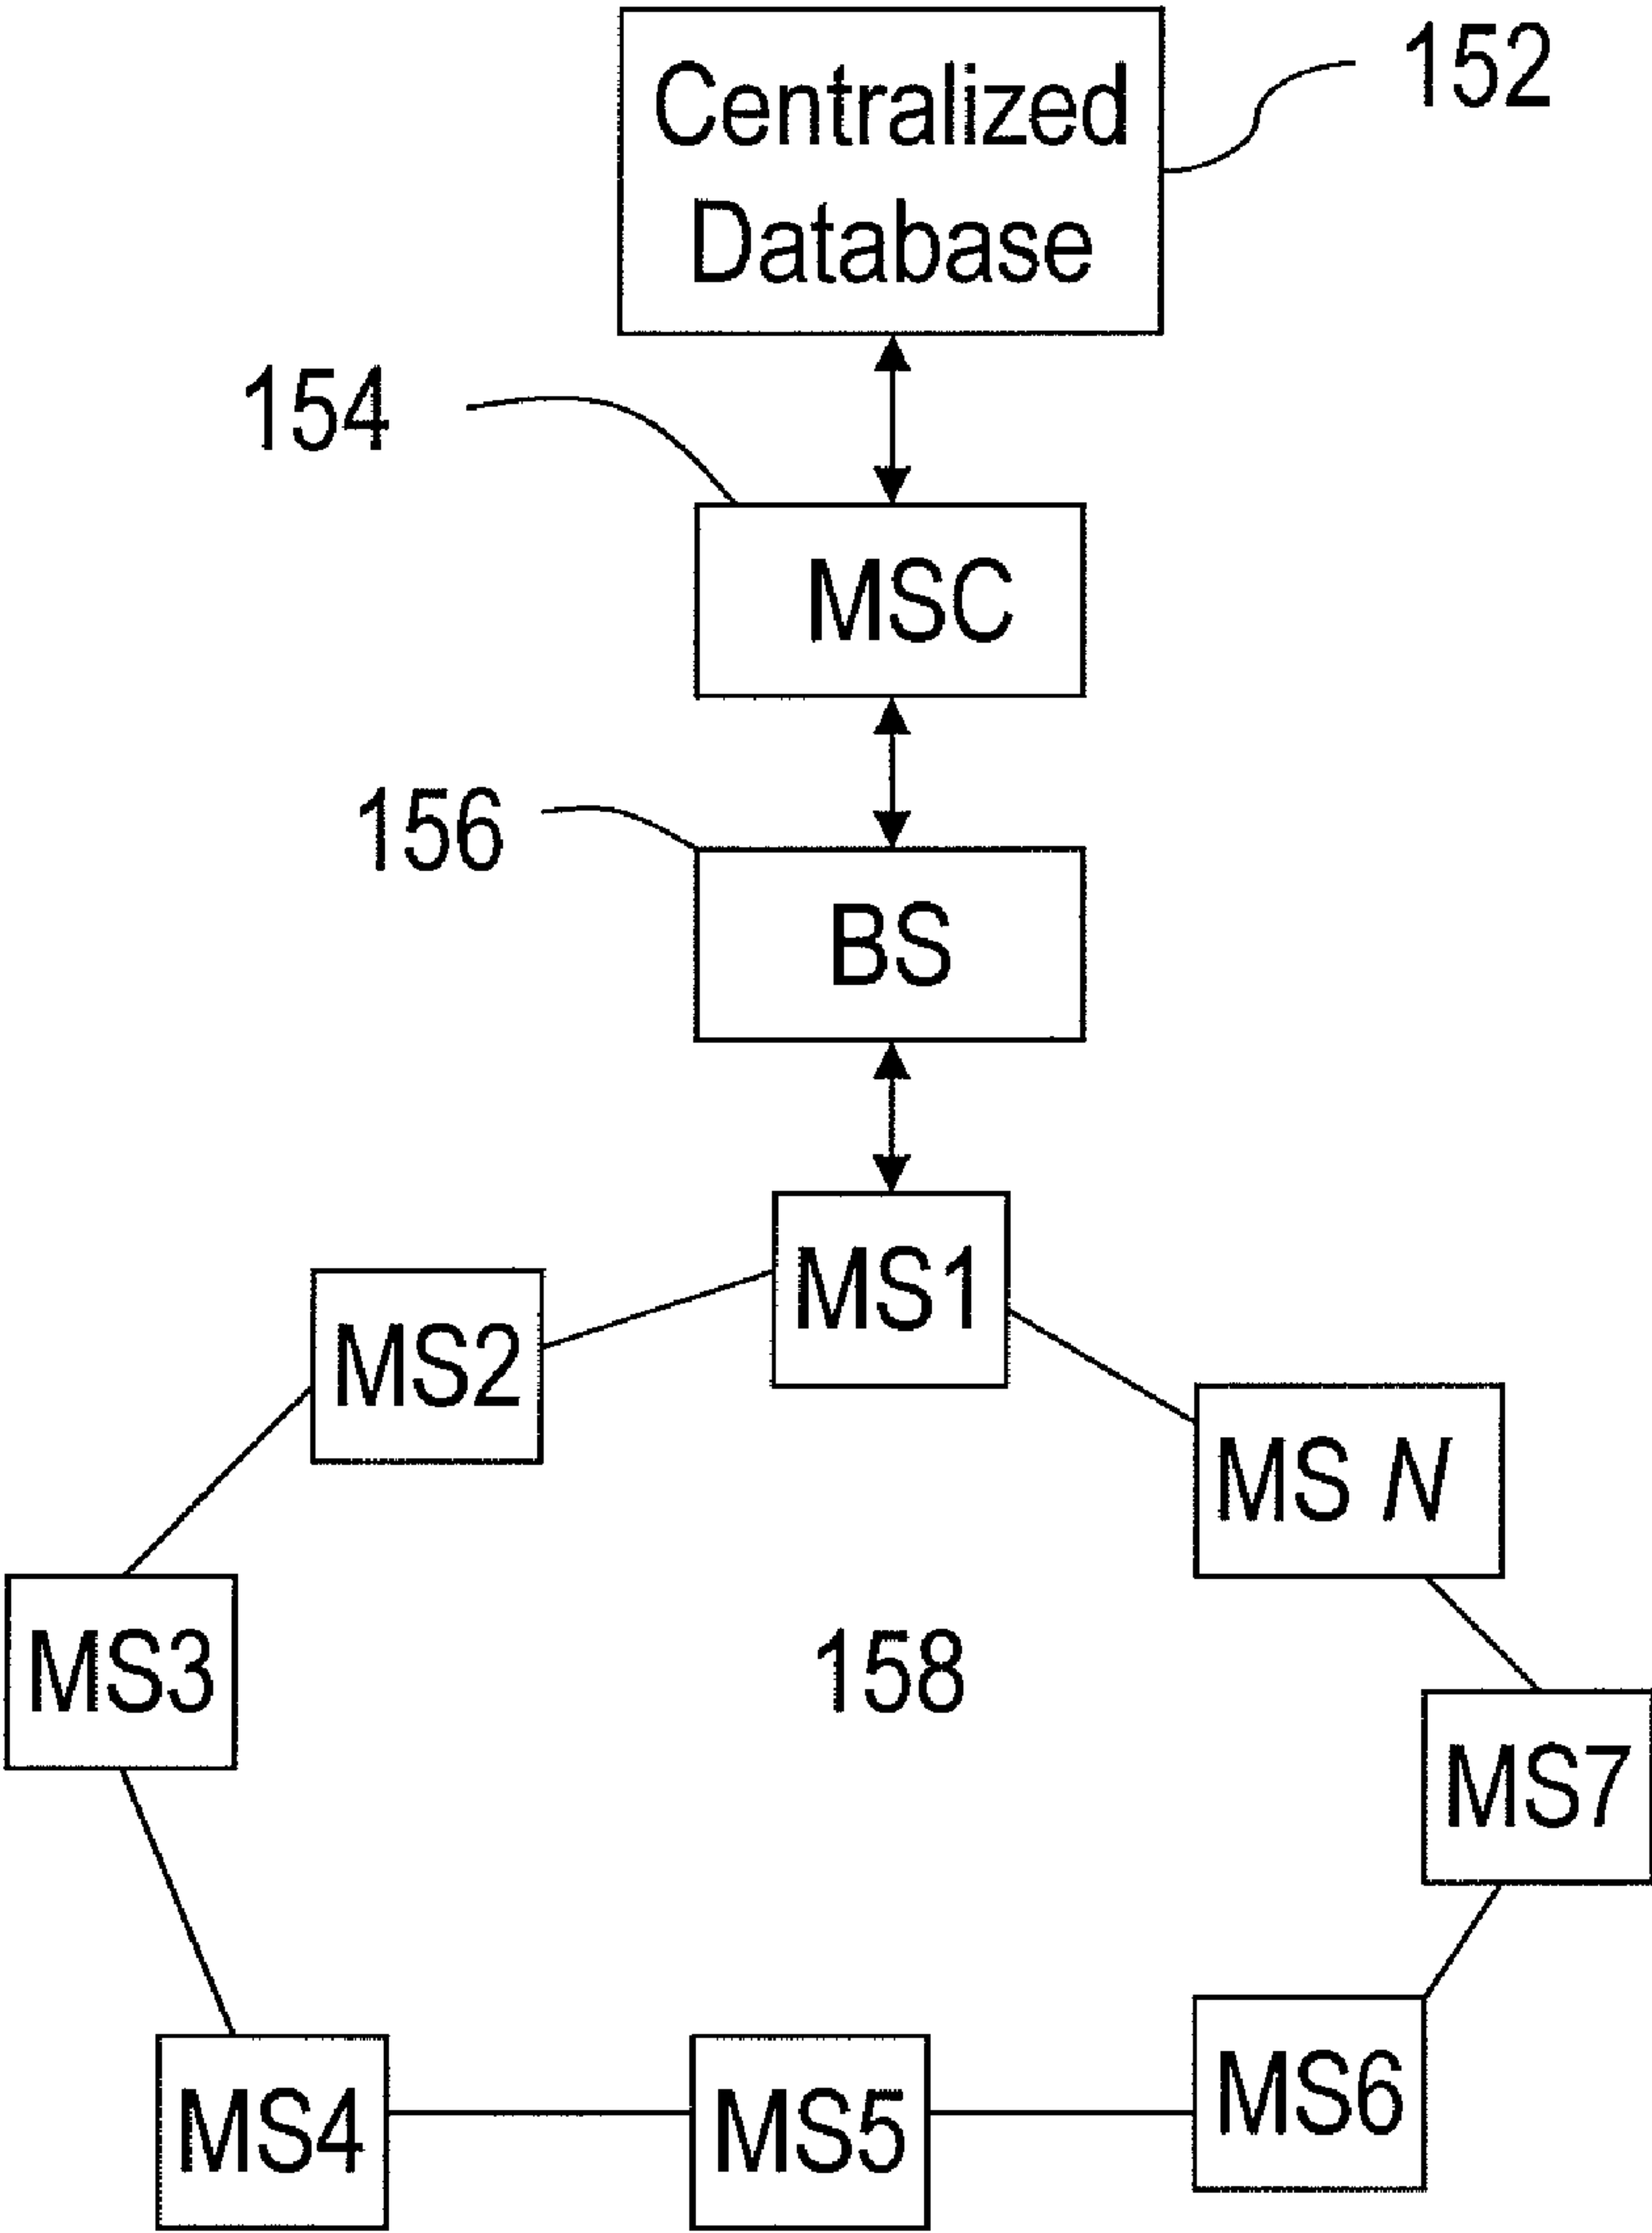 Centralized
Database
152
154
MSC
156
BS
MS1
MS2
MS N
MS3
158
MS7
MS4
MS5
MS6